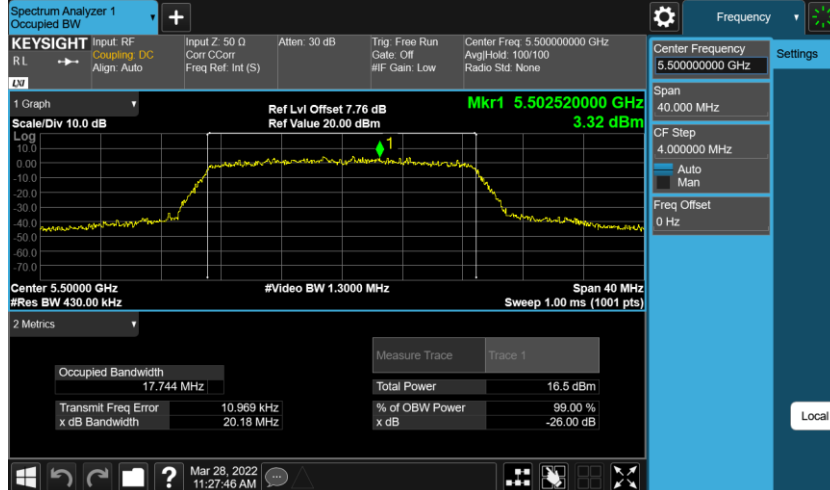 Spectrum Analyzer 1
Occupied BW
+
Frequency
KEYSIGHT
RL
LXI
Input: RF
Coupling: DC
Align: Auto
Input Z: 50 Ω
Corr CCorr
Freq Ref: Int (S)
Atten: 30 dB
Trig: Free Run
Gate: Off
#IF Gain: Low
Center Freq: 5.500000000 GHz
Avg|Hold: 100/100
Radio Std: None
1 Graph
Scale/Div 10.0 dB
Ref Lvl Offset 7.76 dB
Ref Value 20.00 dBm
Mkr1 5.502520000 GHz
3.32 dBm
Log
10.0
0.00
-10.0
-20.0
-30.0
-40.0
-50.0
-60.0
-70.0
1
Center 5.50000 GHz
#Res BW 430.00 kHz
#Video BW 1.3000 MHz
Span 40 MHz
Sweep 1.00 ms (1001 pts)
2 Metrics
Occupied Bandwidth
17.744 MHz
Transmit Freq Error 10.969 kHz
x dB Bandwidth 20.18 MHz
Measure Trace Trace 1
Total Power 16.5 dBm
% of OBW Power 99.00 %
x dB -26.00 dB
Center Frequency
5.500000000 GHz
Span
40.000 MHz
CF Step
4.000000 MHz
Auto
Man
Freq Offset
0 Hz
Settings
Local
?
Mar 28, 2022
11:27:46 AM